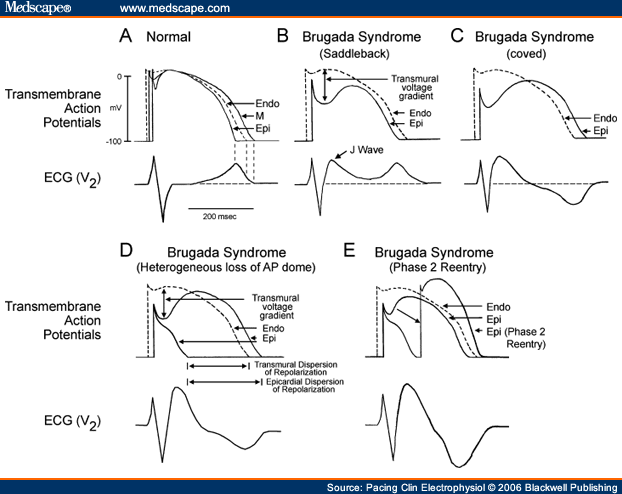 Medscape® www.medscape.com
A Normal
B Brugada Syndrome
(Saddleback)
C Brugada Syndrome
(coved)
Transmembrane
Action
Potentials
0
mV
-100
Endo
M
Epi
Transmural
voltage
gradient
Endo
Epi
Endo
Epi
ECG (V2)
200 msec
J Wave
D Brugada Syndrome
(Heterogeneous loss of AP dome)
E Brugada Syndrome
(Phase 2 Reentry)
Transmembrane
Action
Potentials
Transmural
voltage
gradient
Endo
Epi
Transmural Dispersion
of Repolarization
Epicardial Dispersion
of Repolarization
Endo
Epi
Epi (Phase 2
Reentry)
ECG (V2)
Source: Pacing Clin Electrophysiol © 2006 Blackwell Publishing